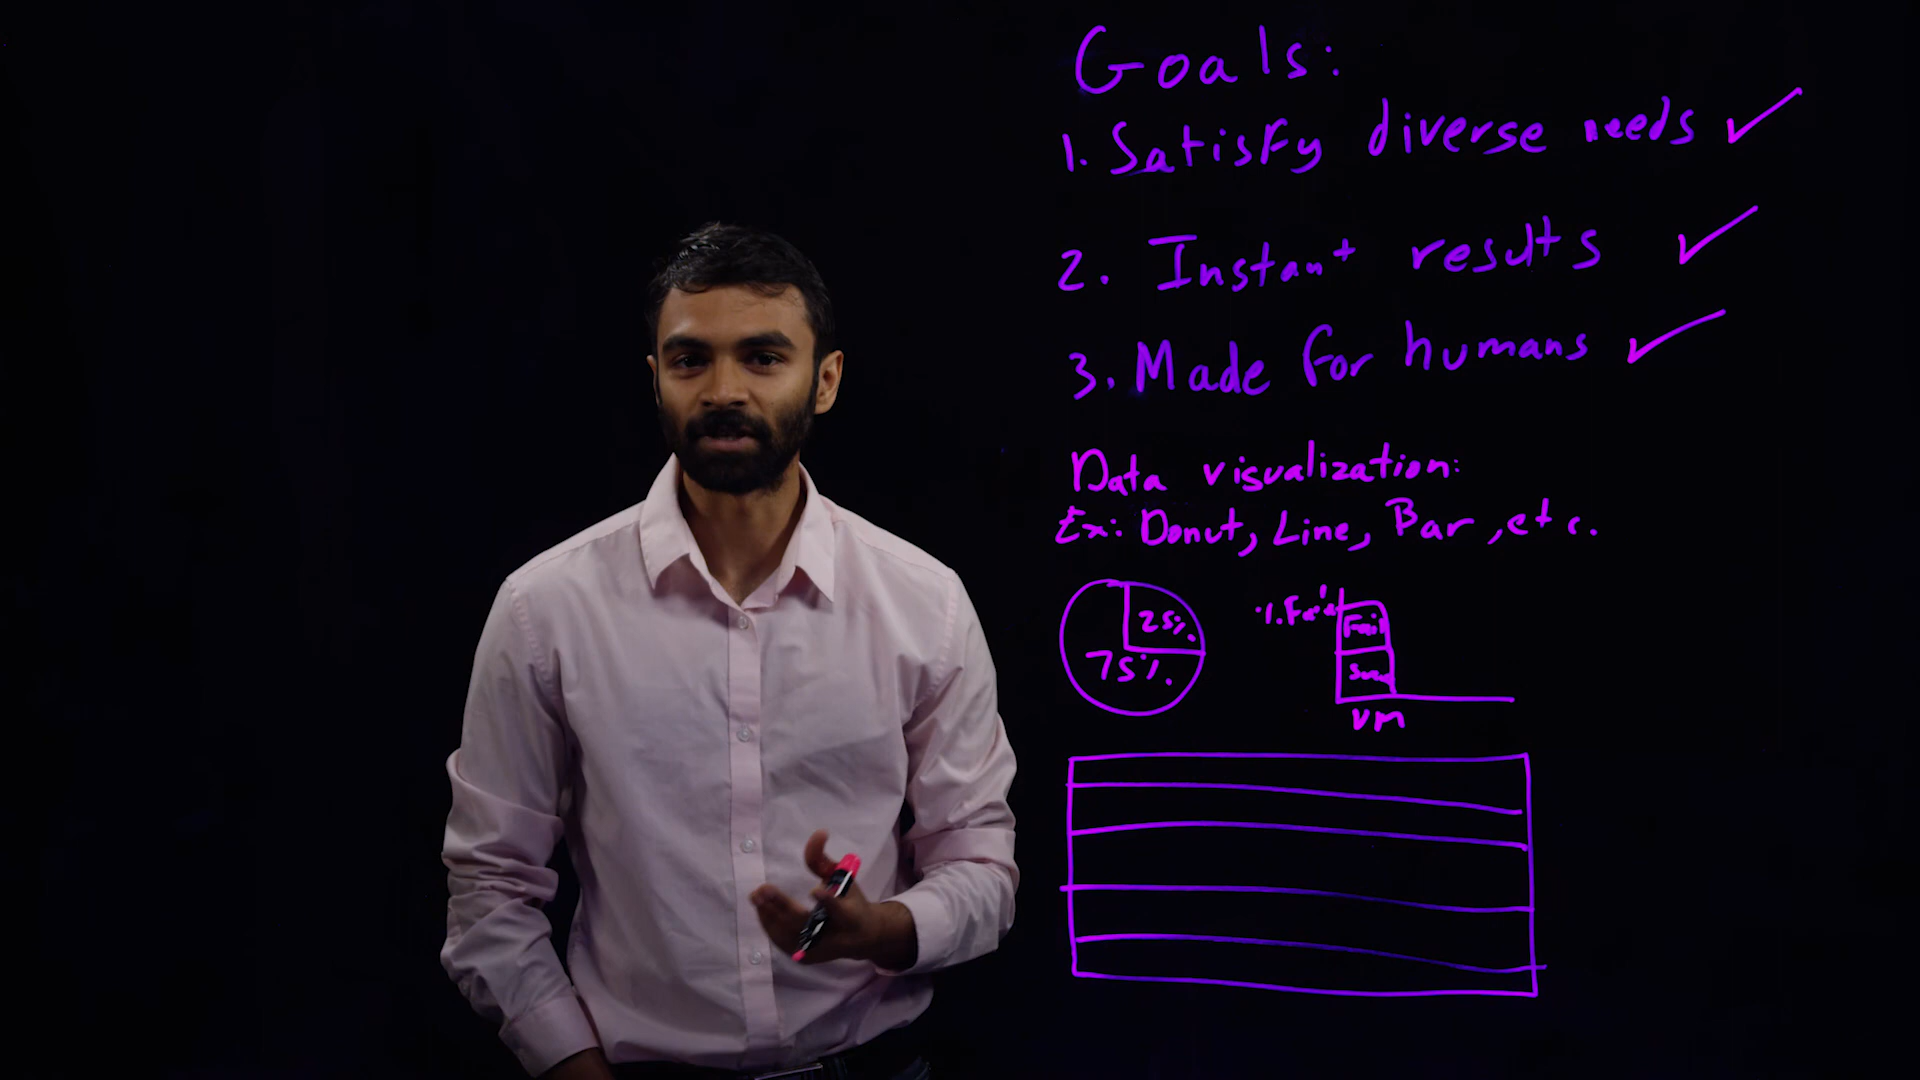 Goals:
1. Satisfy diverse needs ✓
2. Instant results ✓
3. Made for humans ✓
Data visualization:
Ex: Donut, Line, Bar, etc.
25%
75%
Fail
VM